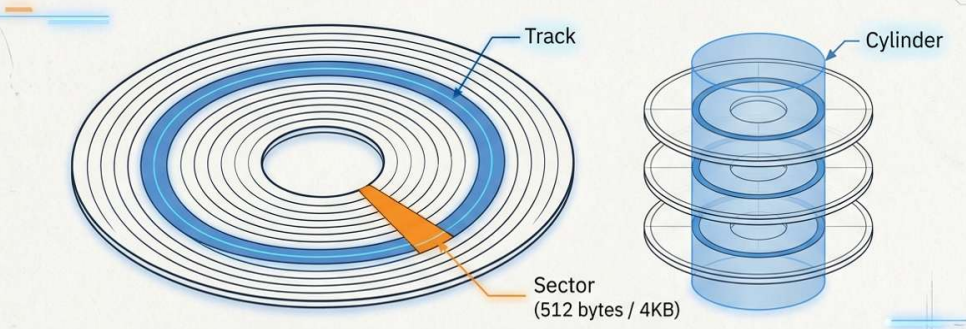 Track
Cylinder
Sector
(512 bytes / 4KB)